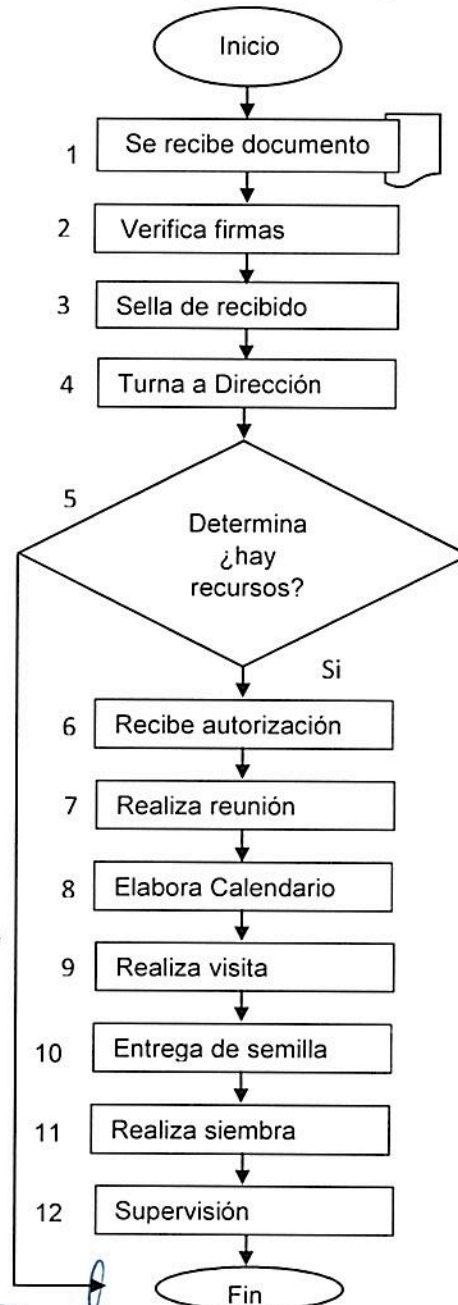 Inicio
1 Se recibe documento
2 Verifica firmas
3 Sella de recibido
4 Turna a Dirección
5
Determina
¿hay
recursos?
Si
6 Recibe autorización
7 Realiza reunión
8 Elabora Calendario
9 Realiza visita
10 Entrega de semilla
11 Realiza siembra
12 Supervisión
Fin